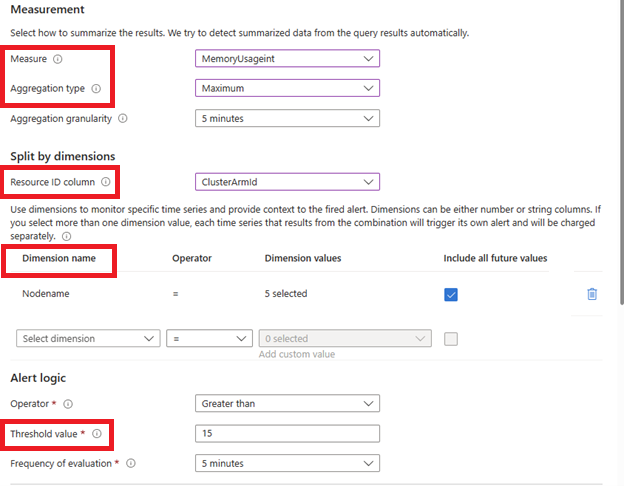 Measurement
Select how to summarize the results. We try to detect summarized data from the query results automatically.
Measure MemoryUsageint
Aggregation type Maximum
Aggregation granularity 5 minutes
Split by dimensions
Resource ID column ClusterArmId
Use dimensions to monitor specific time series and provide context to the fired alert. Dimensions can be either number or string columns. If
you select more than one dimension value, each time series that results from the combination will trigger its own alert and will be charged
separately.
Dimension name Operator Dimension values Include all future values
Nodename = 5 selected
Select dimension = 0 selected
Add custom value
Alert logic
Operator * Greater than
Threshold value * 15
Frequency of evaluation * 5 minutes